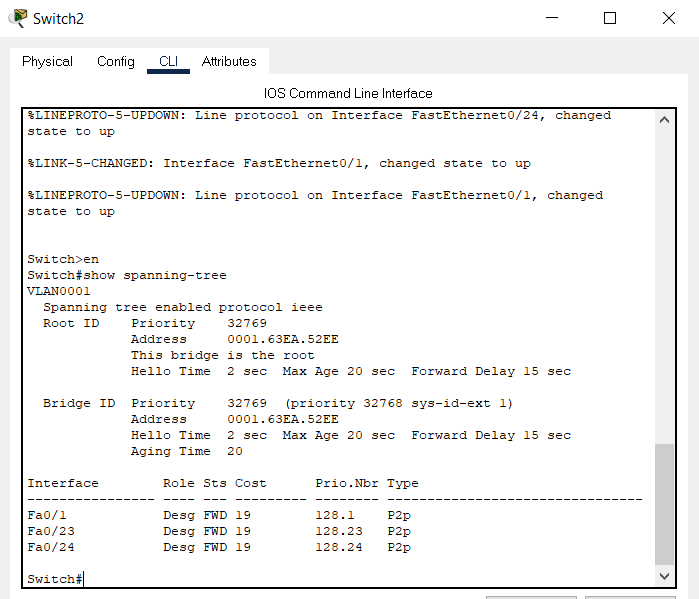 Switch2
Physical Config CLI Attributes
IOS Command Line Interface
%LINEPROTO-5-UPDOWN: Line protocol on Interface FastEthernet0/24, changed
state to up
%LINK-5-CHANGED: Interface FastEthernet0/1, changed state to up
%LINEPROTO-5-UPDOWN: Line protocol on Interface FastEthernet0/1, changed
state to up
Switch>en
Switch#show spanning-tree
VLAN0001
  Spanning tree enabled protocol ieee
  Root ID    Priority    32769
             Address     0001.63EA.52EE
             This bridge is the root
             Hello Time  2 sec  Max Age 20 sec  Forward Delay 15 sec
  Bridge ID  Priority    32769  (priority 32768 sys-id-ext 1)
             Address     0001.63EA.52EE
             Hello Time  2 sec  Max Age 20 sec  Forward Delay 15 sec
             Aging Time  20
Interface        Role Sts Cost      Prio.Nbr Type
---------------- ---- --- --------- -------- --------------------------------
Fa0/1            Desg FWD 19        128.1    P2p
Fa0/23           Desg FWD 19        128.23   P2p
Fa0/24           Desg FWD 19        128.24   P2p
Switch#